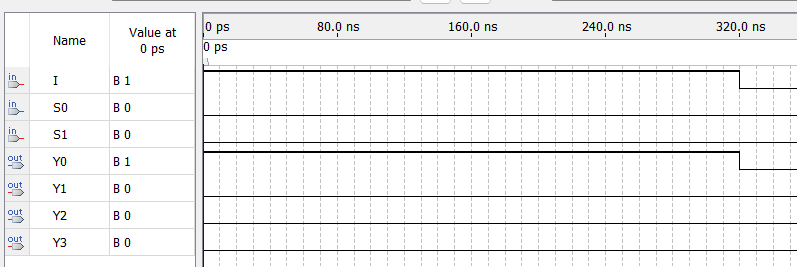 Name Value at 0 ps 0 ps 80.0 ns 160.0 ns 240.0 ns 320.0 ns
0 ps
in I B 1
in S0 B 0
in S1 B 0
out Y0 B 1
out Y1 B 0
out Y2 B 0
out Y3 B 0